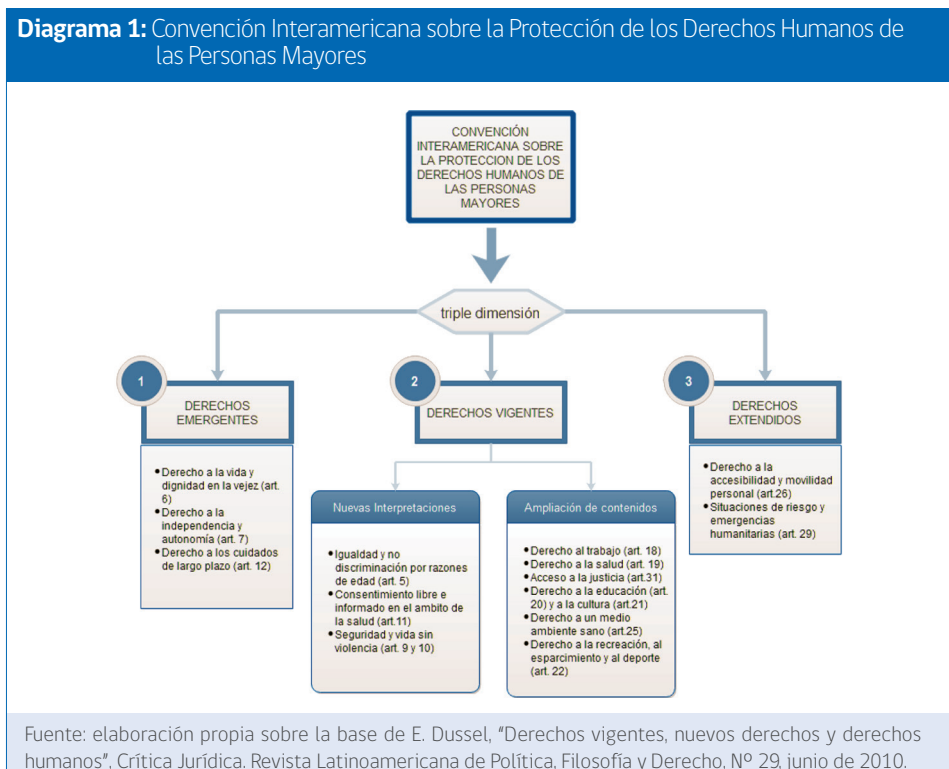 Diagrama 1: Convención Interamericana sobre la Protección de los Derechos Humanos de
las Personas Mayores
CONVENCIÓN
INTERAMERICANA SOBRE
LA PROTECCION DE LOS
DERECHOS HUMANOS DE
LAS PERSONAS
MAYORES
triple dimensión
1
DERECHOS
EMERGENTES
•Derecho a la vida y
dignidad en la vejez (art.
6)
•Derecho a la
independencia y
autonomía (art. 7)
•Derecho a los cuidados
de largo plazo (art. 12)
2
DERECHOS VIGENTES
Nuevas Interpretaciones
•Igualdad y no
discriminación por razones
de edad (art. 5)
•Consentimiento libre e
informado en el ambito de
la salud (art.11)
•Seguridad y vida sin
violencia (art. 9 y 10)
Ampliación de contenidos
•Derecho al trabajo (art. 18)
•Derecho a la salud (art. 19)
•Acceso a la justicia (art.31)
•Derecho a la educación (art.
20) y a la cultura (art.21)
•Derecho a un medio
ambiente sano (art.25)
•Derecho a la recreación, al
esparcimiento y al deporte
(art. 22)
3
DERECHOS
EXTENDIDOS
•Derecho a la
accesibilidad y movilidad
personal (art.26)
•Situaciones de riesgo y
emergencias
humanitarias (art. 29)
Fuente: elaboración propia sobre la base de E. Dussel, "Derechos vigentes, nuevos derechos y derechos
humanos", Crítica Jurídica. Revista Latinoamericana de Política, Filosofía y Derecho, Nº 29, junio de 2010.